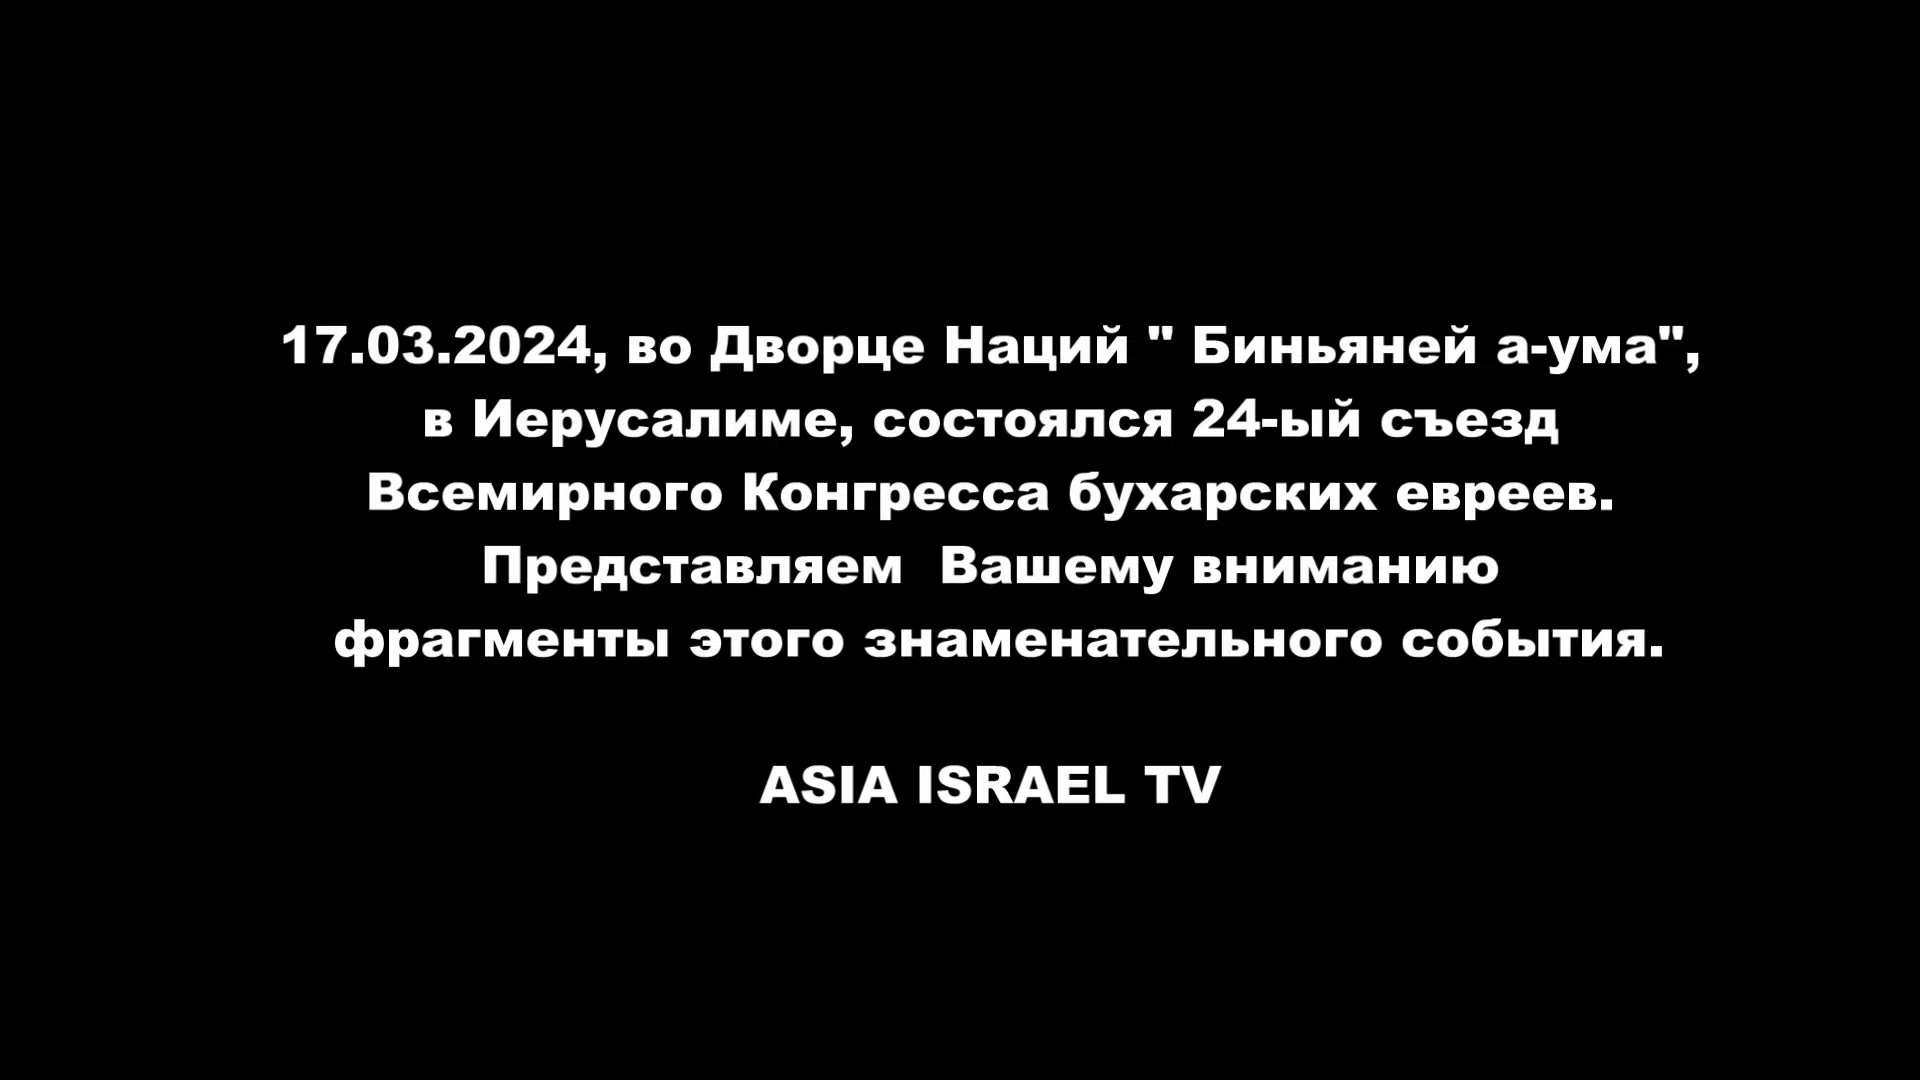 17.03.2024, во Дворце Наций " Биньяней а-ума",
в Иерусалиме, состоялся 24-ый съезд
Всемирного Конгресса бухарских евреев.
Представляем  Вашему вниманию
фрагменты этого знаменательного события.
ASIA ISRAEL TV